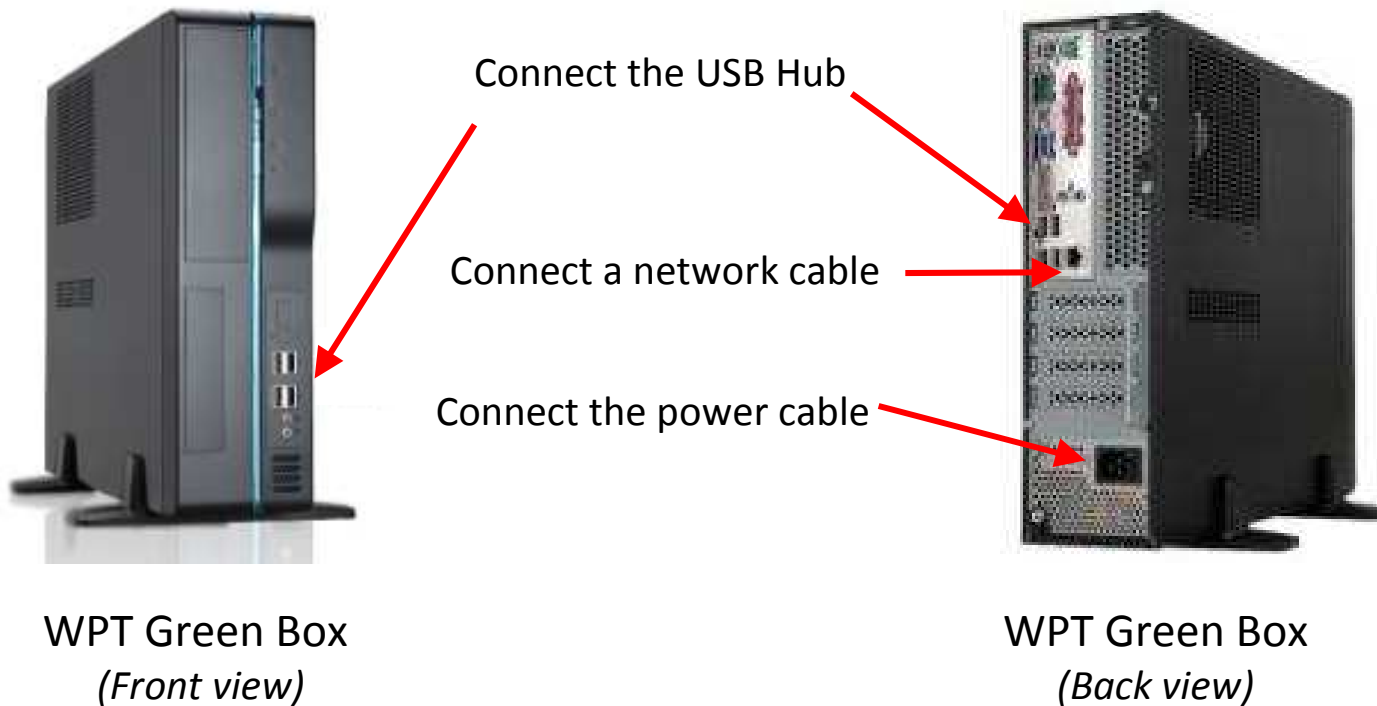 Connect the USB Hub
Connect a network cable
Connect the power cable
WPT Green Box
(Front view)
WPT Green Box
(Back view)